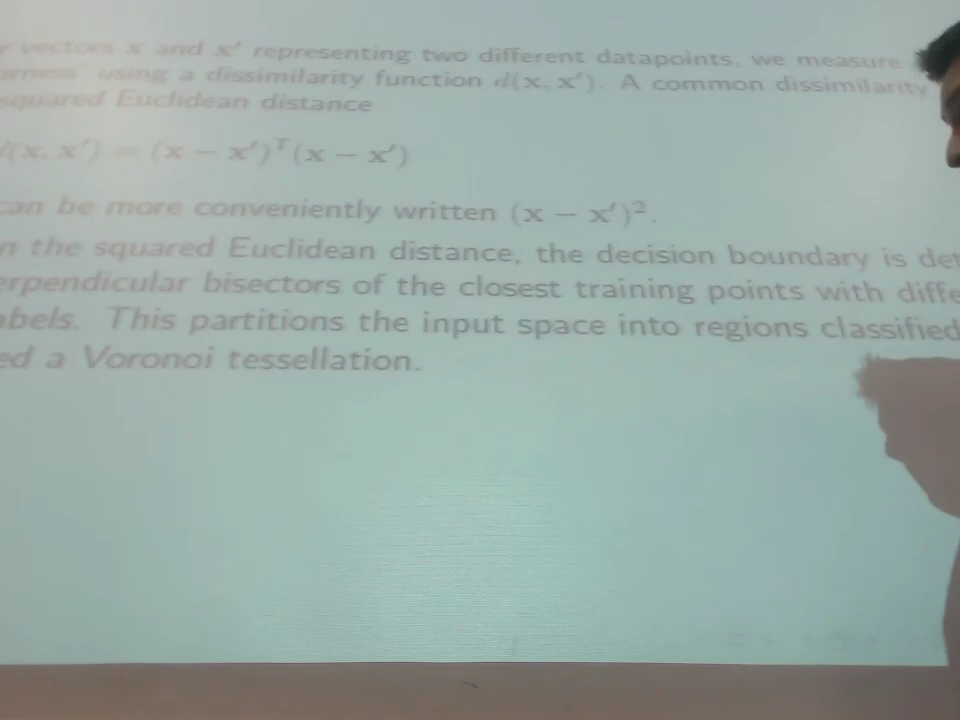 vectors x and x′ representing two different datapoints, we measure
using a dissimilarity function d(x, x′). A common dissimilarity
squared Euclidean distance
(x, x′) = (x − x′)ᵀ(x − x′)
can be more conveniently written (x − x′)².
the squared Euclidean distance, the decision boundary is det
erpendicular bisectors of the closest training points with diffe
abels. This partitions the input space into regions classified
ed a Voronoi tessellation.